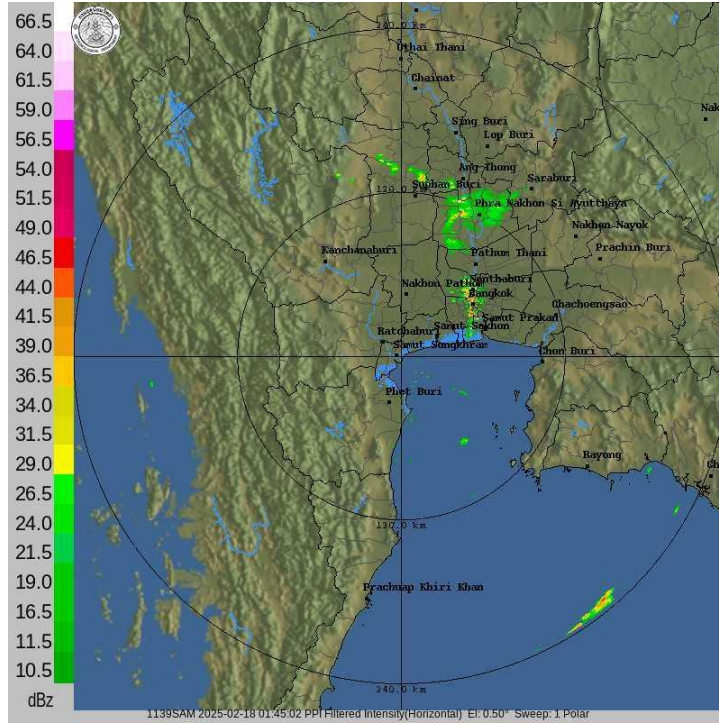 66.5
64.0
61.5
59.0
56.5
54.0
51.5
49.0
46.5
44.0
41.5
39.0
36.5
34.0
31.5
29.0
26.5
24.0
21.5
19.0
16.5
11.5
10.5
dBz
240.0 km
Uthai Thani
Chainat
Sing Buri
Lop Buri
Ang Thong
Saraburi
120.0
Suphan Buri
Phra Nakhon Si Ayutthaya
Nakhon Nayok
Prachin Buri
Kanchanaburi
Pathum Thani
Nonthaburi
Nakhon Pathom
Bangkok
Chachoengsao
Samut Prakan
Samut Sakhon
Ratchaburi
Samut Songkhram
Chon Buri
Phet Buri
Rayong
120.0 km
Prachuap Khiri Khan
240.0 km
1139SAM 2025-02-18 01:45:02 PPI Filtered Intensity(Horizontal) El: 0.50° Sweep: 1 Polar